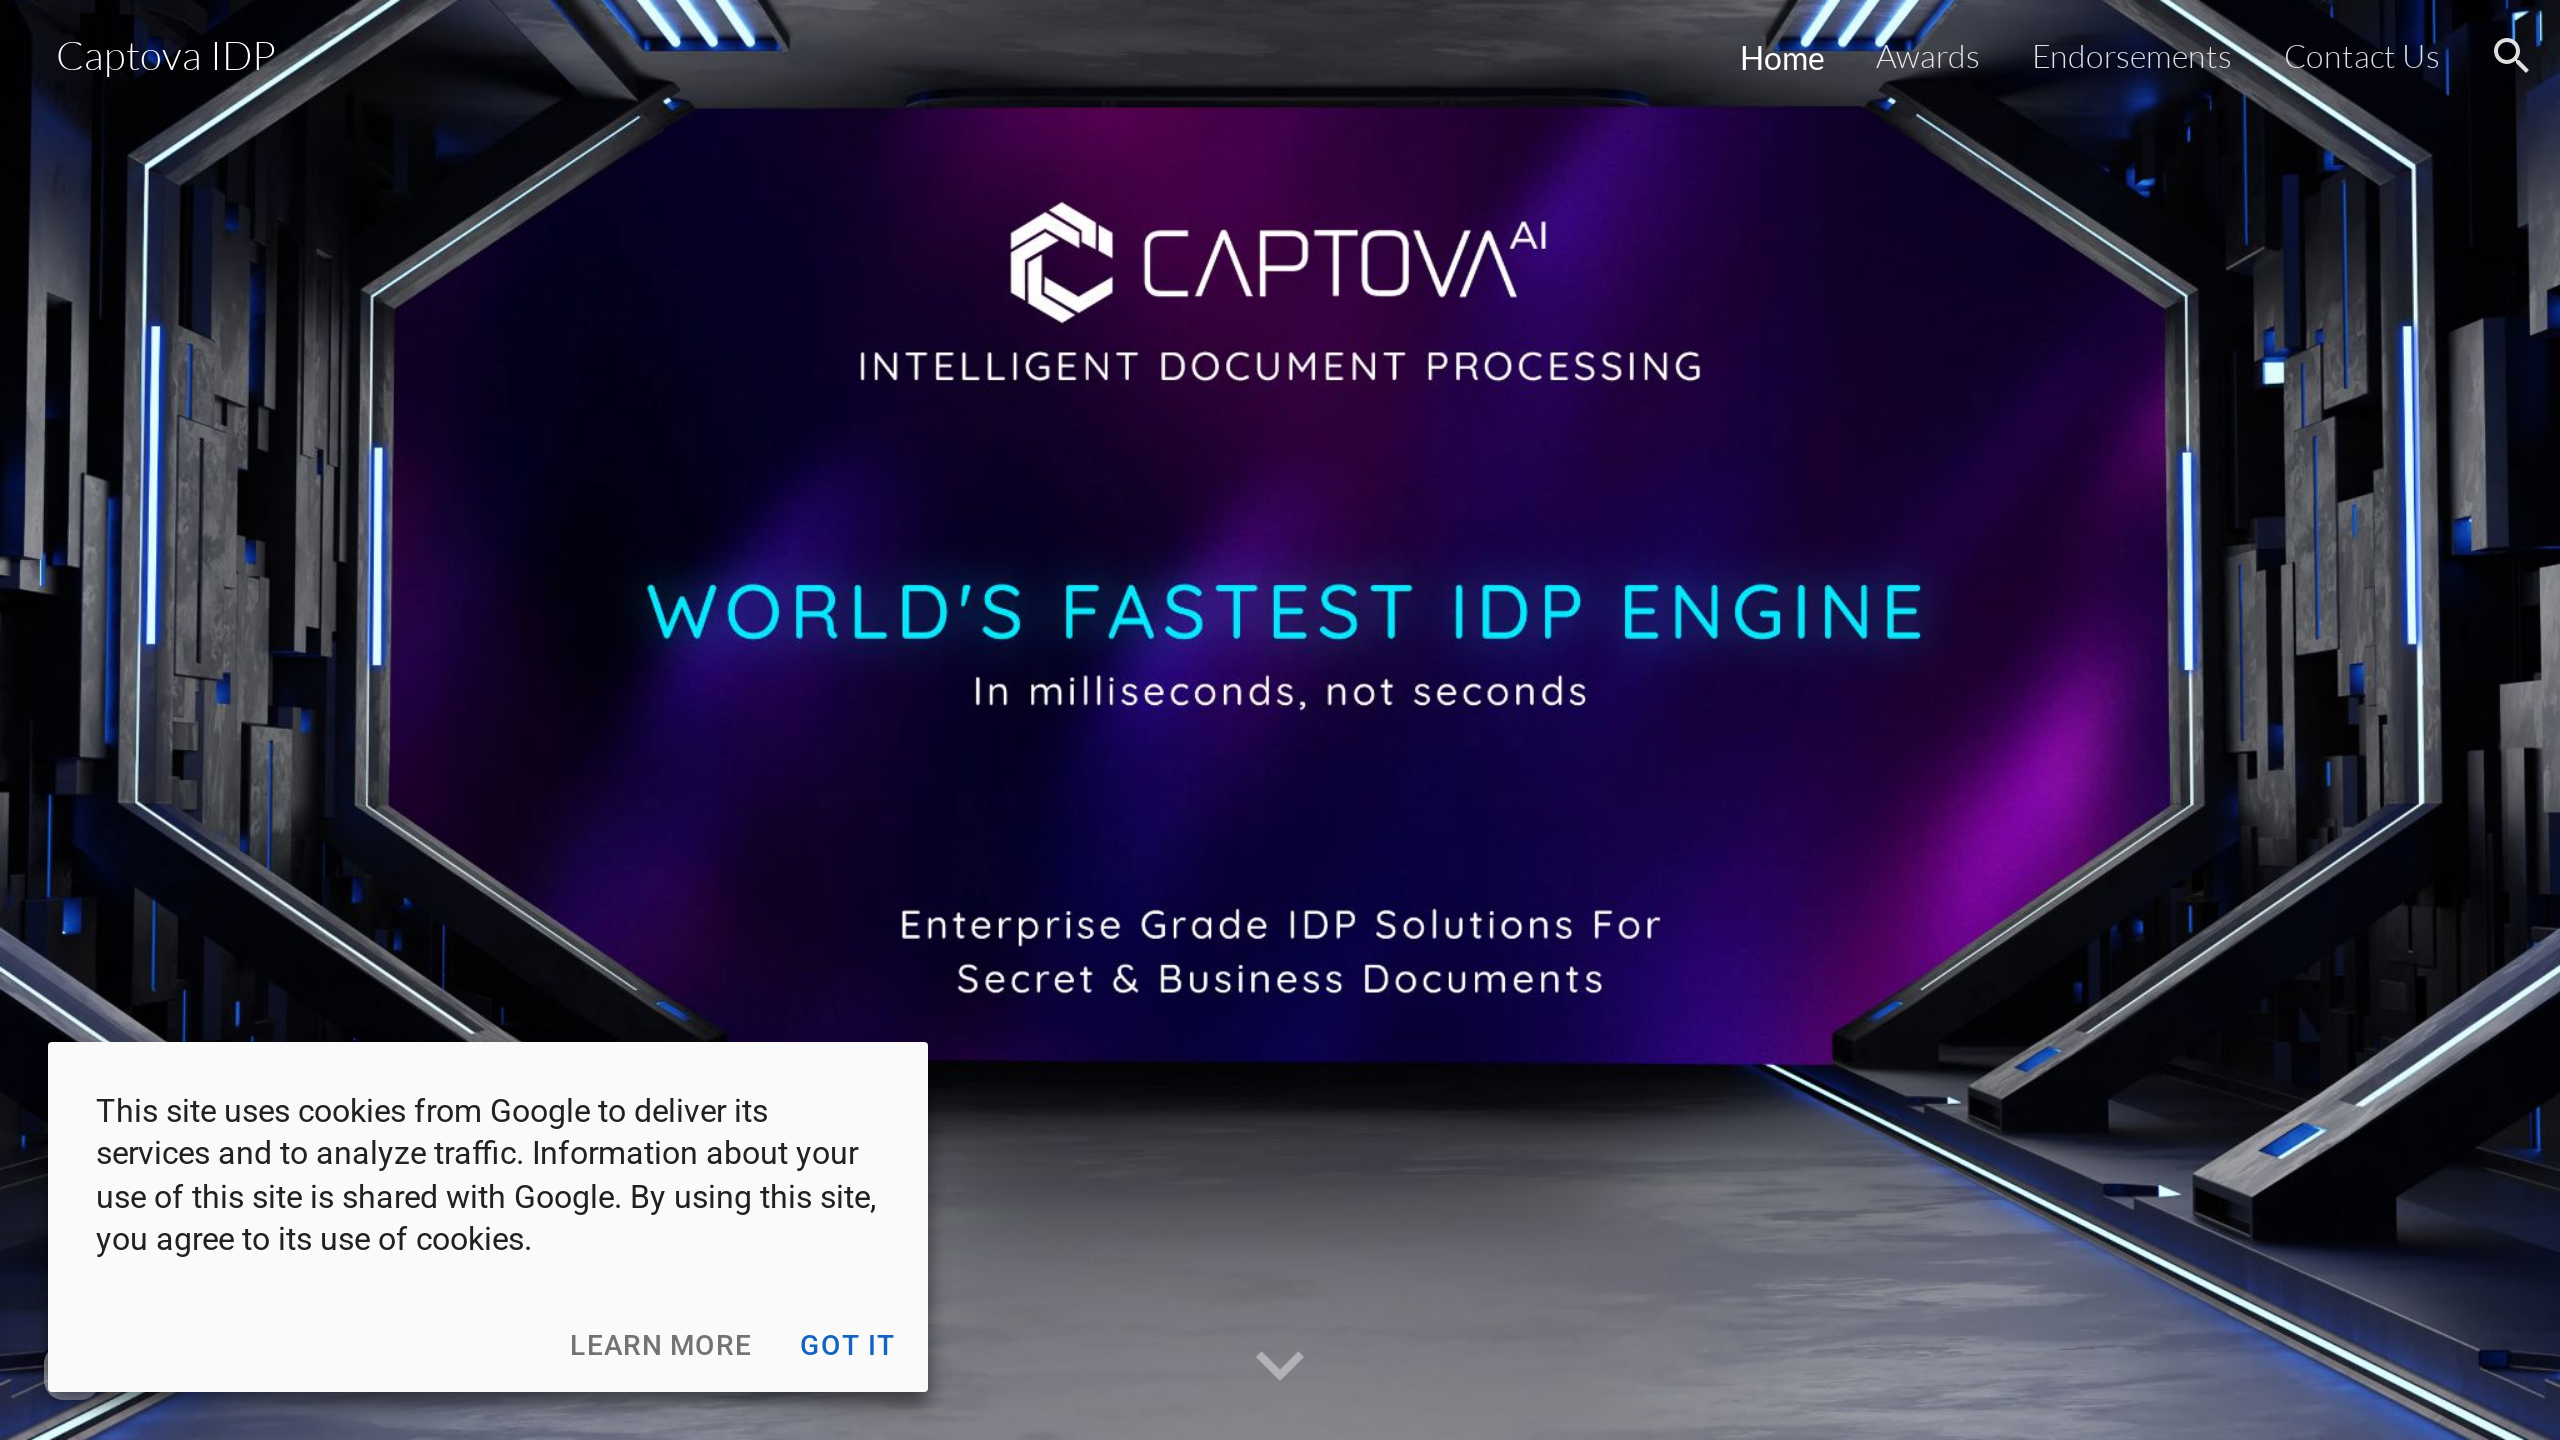 Captova IDP
Home
Awards
Endorsements
Contact Us
CAPTOVA AI
INTELLIGENT DOCUMENT PROCESSING
WORLD'S FASTEST IDP ENGINE
In milliseconds, not seconds
Enterprise Grade IDP Solutions For
Secret & Business Documents
This site uses cookies from Google to deliver its
services and to analyze traffic. Information about your
use of this site is shared with Google. By using this site,
you agree to its use of cookies.
LEARN MORE
GOT IT